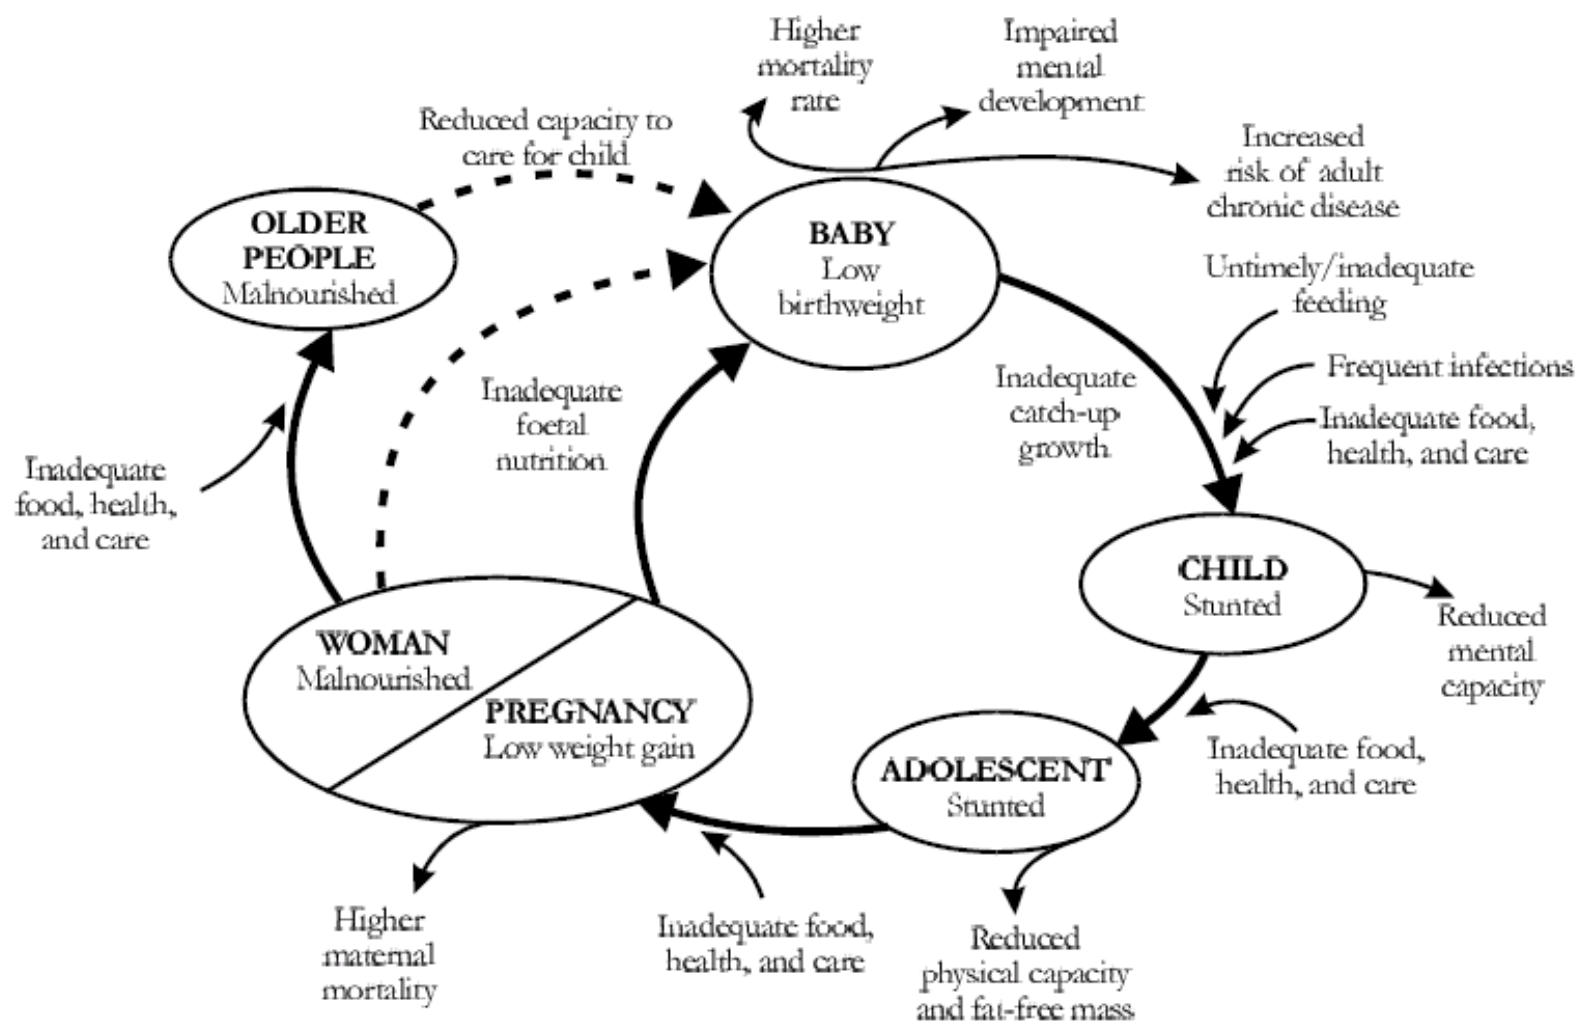 Higher
mortality
rate
Impaired
mental
development
Increased
risk of adult
chronic disease
Reduced capacity to
care for child
OLDER
PEOPLE
Malnourished
BABY
Low
birthweight
Untimely/inadequate
feeding
Frequent infections
Inadequate food,
health, and care
Inadequate
catch-up
growth
Inadequate
foetal
nutrition
Inadequate
food, health,
and care
CHILD
Stunted
Reduced
mental
capacity
WOMAN
Malnourished
PREGNANCY
Low weight gain
ADOLESCENT
Stunted
Inadequate food,
health, and care
Higher
maternal
mortality
Inadequate food,
health, and care
Reduced
physical capacity
and fat-free mass